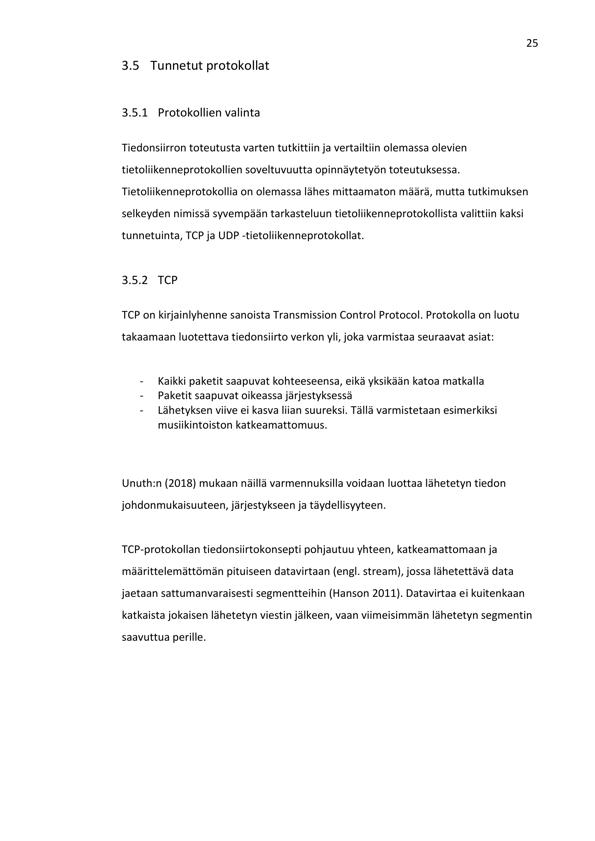 25
3.5 Tunnetut protokollat
3.5.1 Protokollien valinta
Tiedonsiirron toteutusta varten tutkittiin ja vertailtiin olemassa olevien
tietoliikenneprotokollien soveltuvuutta opinnäytetyön toteutuksessa.
Tietoliikenneprotokollia on olemassa lähes mittaamaton määrä, mutta tutkimuksen
selkeyden nimissä syvempään tarkasteluun tietoliikenneprotokollista valittiin kaksi
tunnetuinta, TCP ja UDP -tietoliikenneprotokollat.
3.5.2 TCP
TCP on kirjainlyhenne sanoista Transmission Control Protocol. Protokolla on luotu
takaamaan luotettava tiedonsiirto verkon yli, joka varmistaa seuraavat asiat:
- Kaikki paketit saapuvat kohteeseensa, eikä yksikään katoa matkalla
- Paketit saapuvat oikeassa järjestyksessä
- Lähetyksen viive ei kasva liian suureksi. Tällä varmistetaan esimerkiksi
musiikintoiston katkeamattomuus.
Unuth:n (2018) mukaan näillä varmennuksilla voidaan luottaa lähetetyn tiedon
johdonmukaisuuteen, järjestykseen ja täydellisyyteen.
TCP-protokollan tiedonsiirtokonsepti pohjautuu yhteen, katkeamattomaan ja
määrittelemättömän pituiseen datavirtaan (engl. stream), jossa lähetettävä data
jaetaan sattumanvaraisesti segmentteihin (Hanson 2011). Datavirtaa ei kuitenkaan
katkaista jokaisen lähetetyn viestin jälkeen, vaan viimeisimmän lähetetyn segmentin
saavuttua perille.